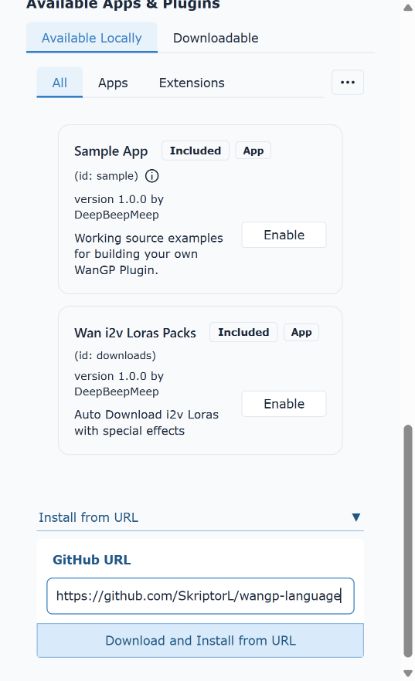 Available Apps & Plugins
Available Locally
Downloadable
All
Apps
Extensions
•••
Sample App
Included
App
(id: sample)
version 1.0.0 by
DeepBeepMeep
Working source examples
for building your own
WanGP Plugin.
Enable
Wan i2v Loras Packs
Included
App
(id: downloads)
version 1.0.0 by
DeepBeepMeep
Auto Download i2v Loras
with special effects
Enable
Install from URL
GitHub URL
https://github.com/SkriptorL/wangp-language
Download and Install from URL